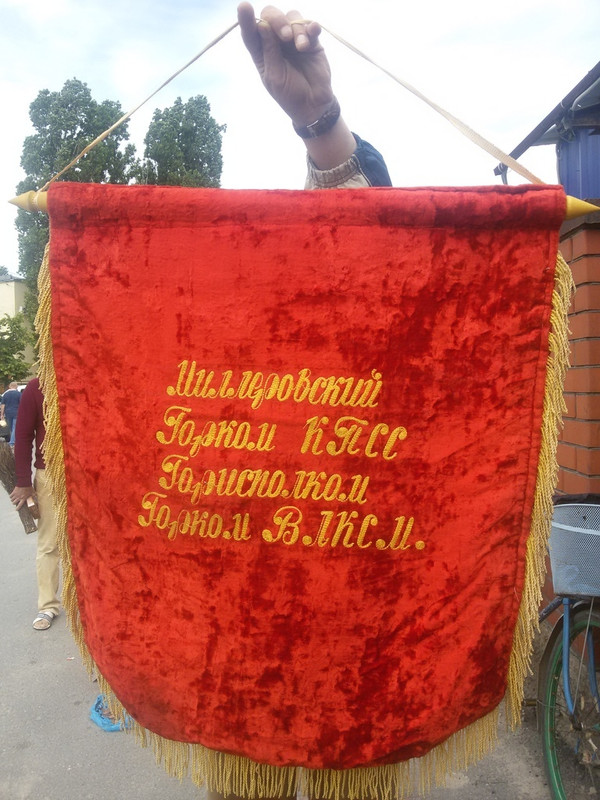 Миллеровский
Горком КПСС
Горисполком
Горком ВЛКСМ.